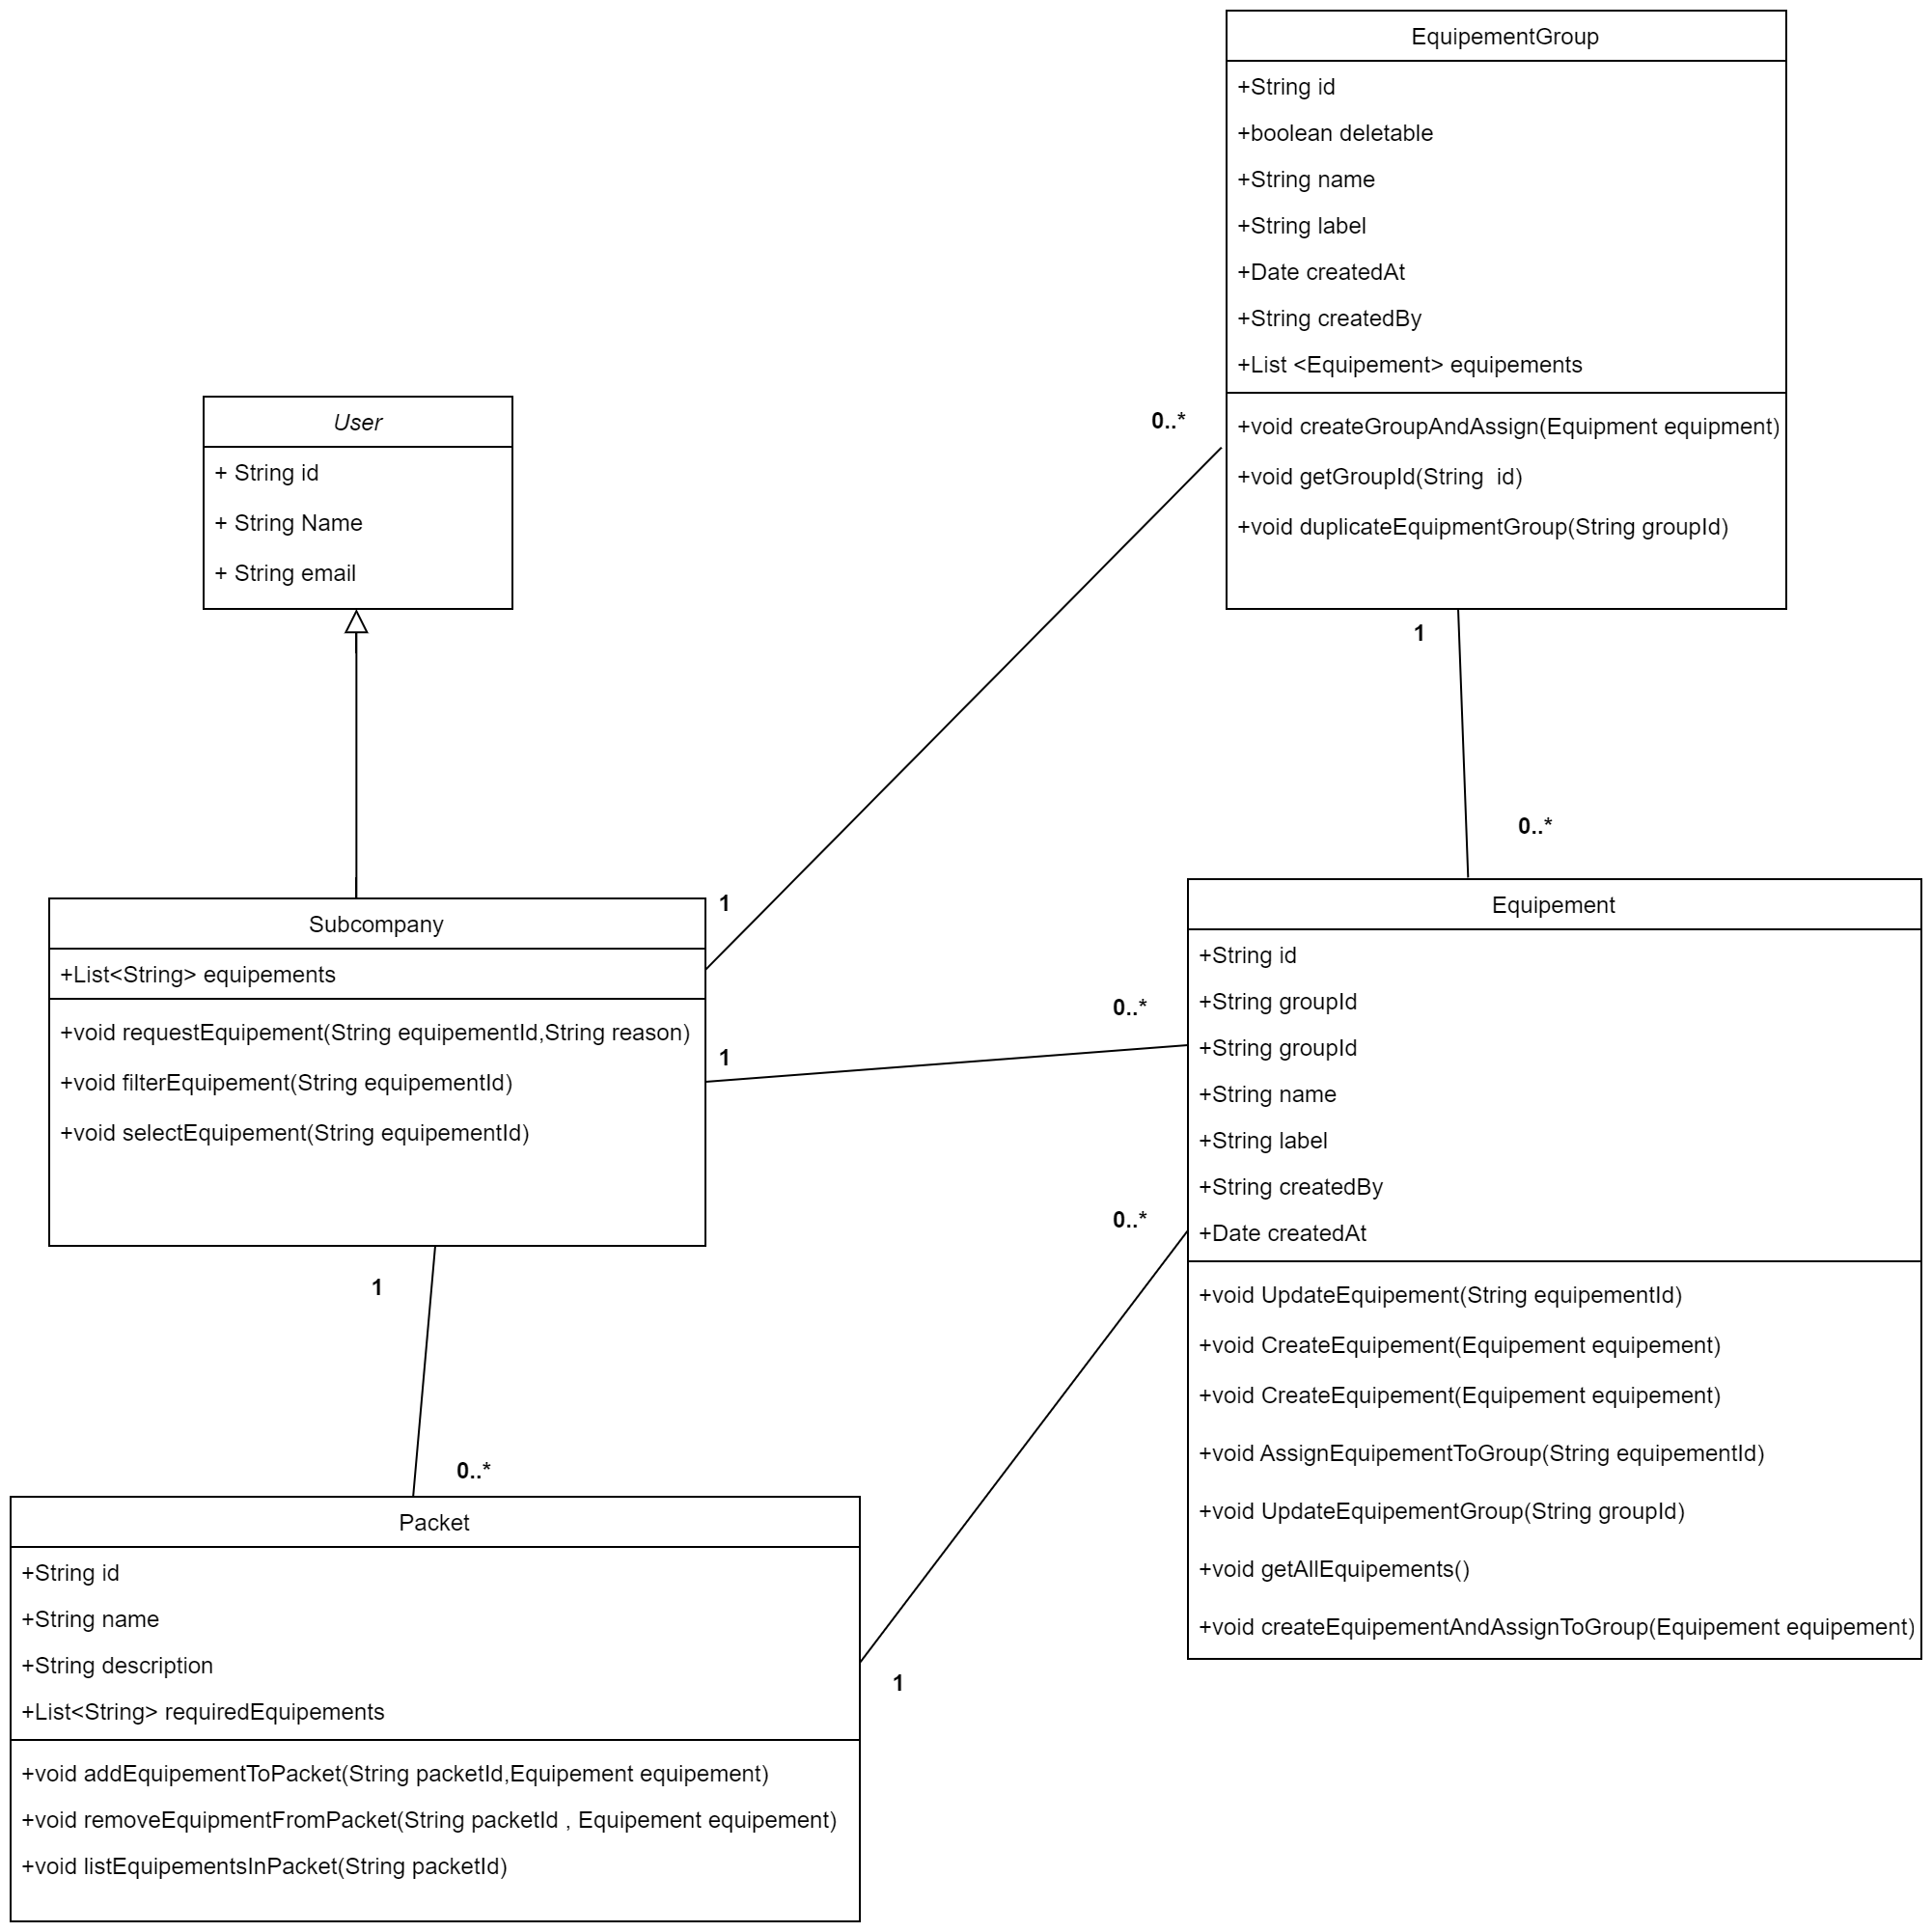 EquipementGroup
+String id
+boolean deletable
+String name
+String label
+Date createdAt
+String createdBy
+List <Equipement> equipements
+void createGroupAndAssign(Equipment equipment)
+void getGroupId(String  id)
+void duplicateEquipmentGroup(String groupId)
User
+ String id
+ String Name
+ String email
0..*
1
1
0..*
Subcompany
+List<String> equipements
+void requestEquipement(String equipementId,String reason)
+void filterEquipement(String equipementId)
+void selectEquipement(String equipementId)
1
0..*
Equipement
+String id
+String groupId
+String groupId
+String name
+String label
+String createdBy
+Date createdAt
+void UpdateEquipement(String equipementId)
+void CreateEquipement(Equipement equipement)
+void CreateEquipement(Equipement equipement)
+void AssignEquipementToGroup(String equipementId)
+void UpdateEquipementGroup(String groupId)
+void getAllEquipements()
+void createEquipementAndAssignToGroup(Equipement equipement)
0..*
1
1
0..*
Packet
+String id
+String name
+String description
+List<String> requiredEquipements
+void addEquipementToPacket(String packetId,Equipement equipement)
+void removeEquipmentFromPacket(String packetId , Equipement equipement)
+void listEquipementsInPacket(String packetId)